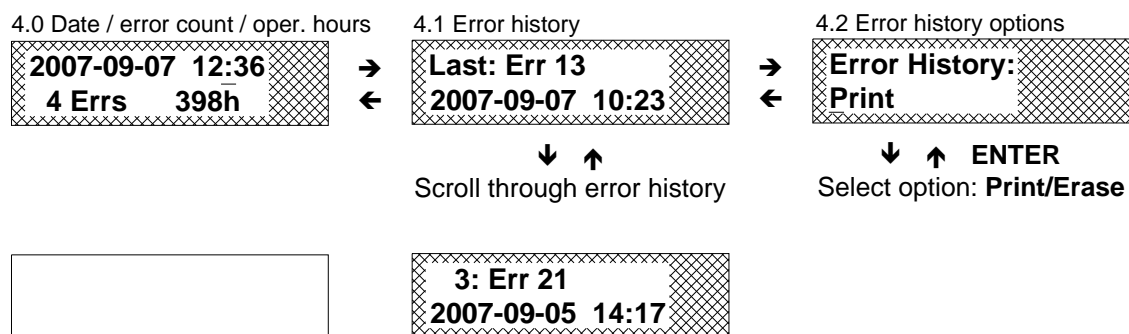 4.0 Date / error count / oper. hours
2007-09-07 12:36
4 Errs 398h
4.1 Error history
Last: Err 13
2007-09-07 10:23
Scroll through error history
4.2 Error history options
Error History:
Print
ENTER
Select option: Print/Erase
3: Err 21
2007-09-05 14:17